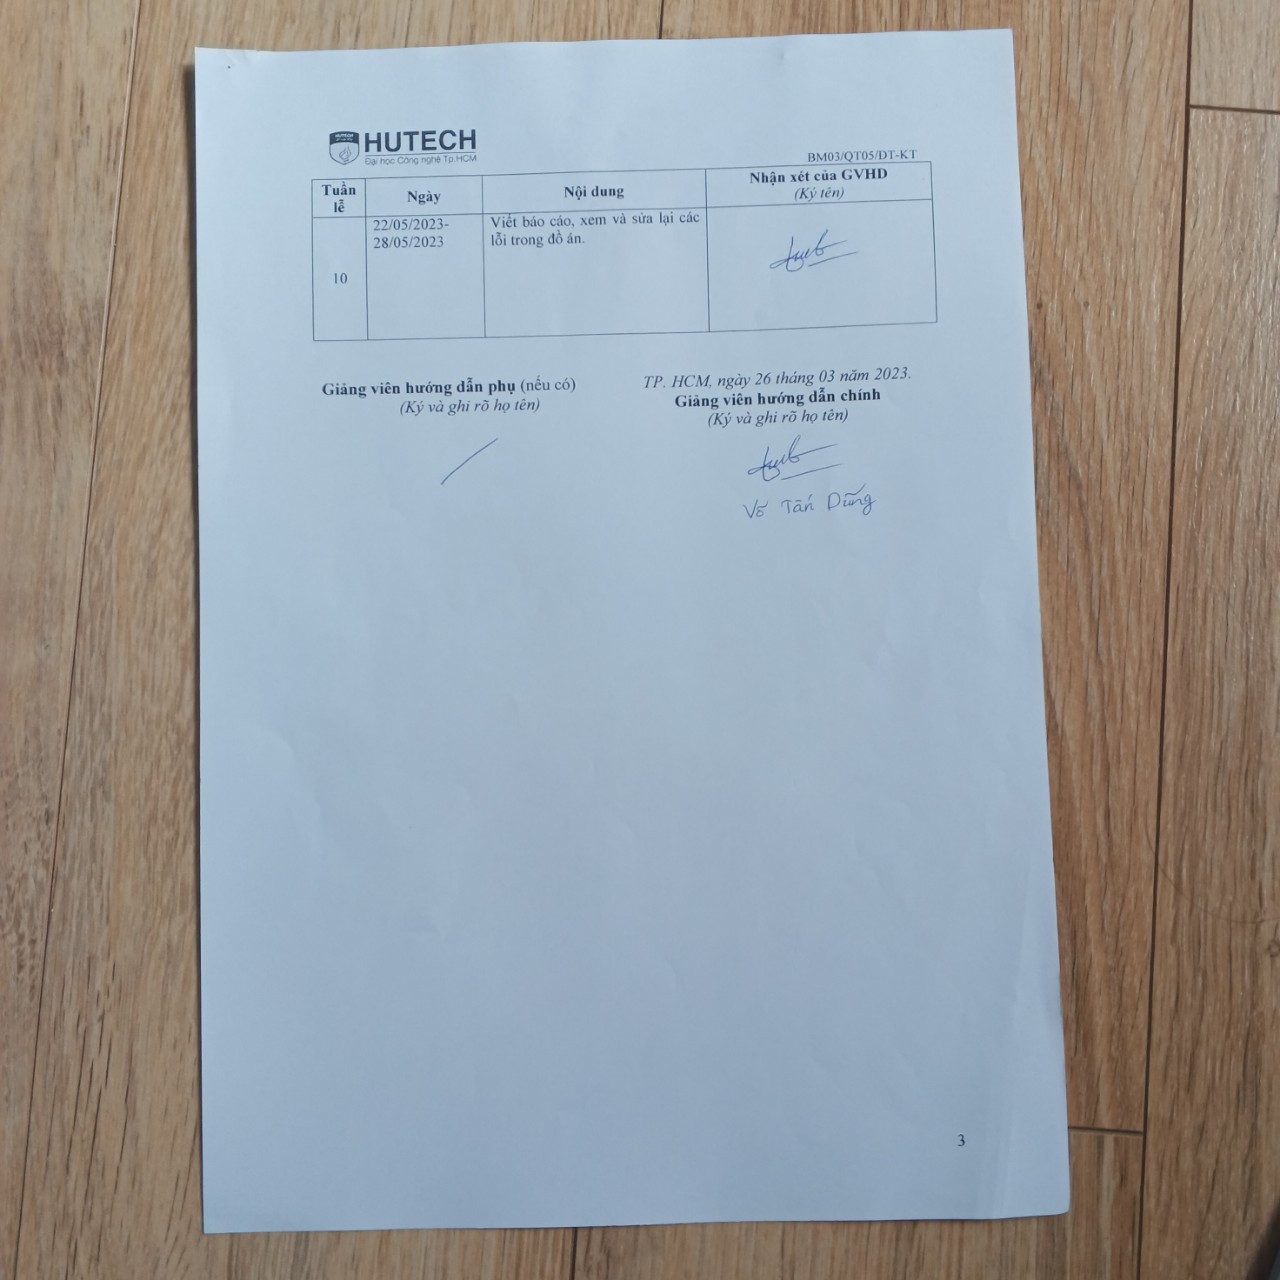 HUTECH
HUTECH
Đại học Công nghệ Tp.HCM
BM03/QT05/ĐT-KT
Tuần lễ
Ngày
Nội dung
Nhận xét của GVHD
(Ký tên)
10
22/05/2023-
28/05/2023
Viết báo cáo, xem và sửa lại các
lỗi trong đồ án.
Giảng viên hướng dẫn phụ (nếu có)
(Ký và ghi rõ họ tên)
TP. HCM, ngày 26 tháng 03 năm 2023.
Giảng viên hướng dẫn chính
(Ký và ghi rõ họ tên)
Võ Tấn Dũng
3